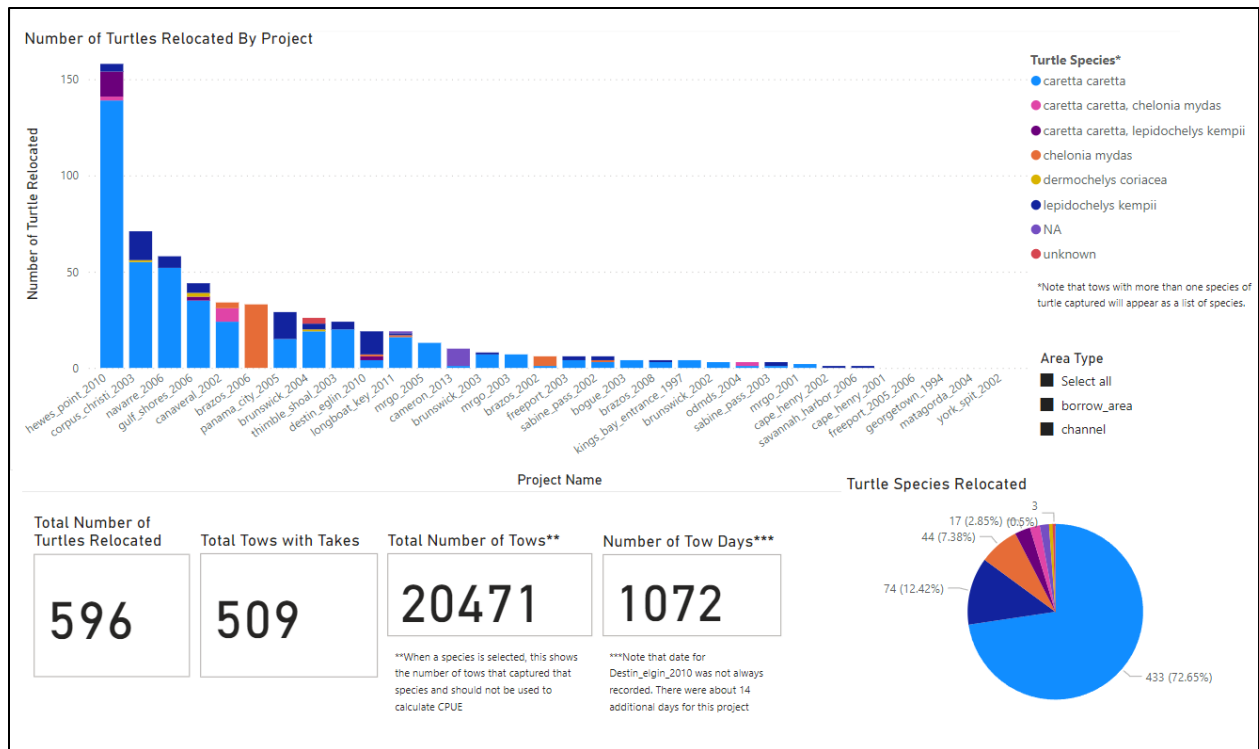 Number of Turtles Relocated By Project
Number of Turtle Relocated
150
100
50
0
hewes_point_2010
corpus_christi_2003
navarre_2006
gulf_shores_2006
canaveral_2002
brazos_2006
panama_city_2005
brunswick_2004
thimble_shoal_2003
destin_eglin_2010
longboat_key_2011
mrgo_2005
cameron_2013
brunswick_2003
mrgo_2003
brazos_2002
freeport_2003
sabine_pass_2002
bogue_2003
brazos_2008
kings_bay_entrance_1997
brunswick_2002
odmds_2004
sabine_pass_2003
mrgo_2001
cape_henry_2002
savannah_harbor_2006
cape_henry_2001
freeport_2005_2006
georgetown_1994
matagorda_2004
york_spit_2002
Project Name
Turtle Species*
caretta caretta
caretta caretta, chelonia mydas
caretta caretta, lepidochelys kempii
chelonia mydas
dermochelys coriacea
lepidochelys kempii
NA
unknown
*Note that tows with more than one species of
turtle captured will appear as a list of species.
Area Type
Select all
borrow_area
channel
Total Number of
Turtles Relocated
596
Total Tows with Takes
509
Total Number of Tows**
20471
**When a species is selected, this shows
the number of tows that captured that
species and should not be used to
calculate CPUE
Number of Tow Days***
1072
***Note that date for
Destin_elgin_2010 was not always
recorded. There were about 14
additional days for this project
Turtle Species Relocated
3
(0.5%)
17 (2.85%)
44 (7.38%)
74 (12.42%)
433 (72.65%)